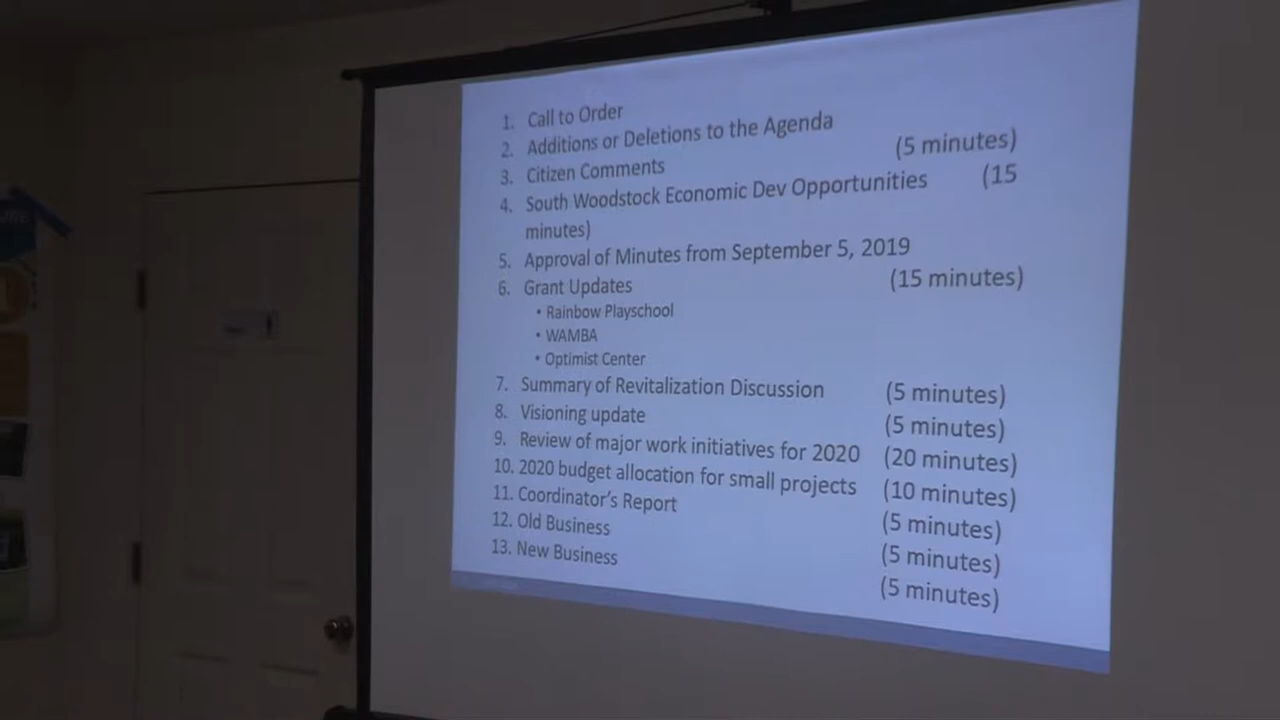 1. Call to Order
2. Additions or Deletions to the Agenda
3. Citizen Comments (5 minutes)
4. South Woodstock Economic Dev Opportunities (15
minutes)
5. Approval of Minutes from September 5, 2019
6. Grant Updates (15 minutes)
• Rainbow Playschool
• WAMBA
• Optimist Center
7. Summary of Revitalization Discussion (5 minutes)
8. Visioning update (5 minutes)
9. Review of major work initiatives for 2020 (20 minutes)
10. 2020 budget allocation for small projects (10 minutes)
11. Coordinator's Report (5 minutes)
12. Old Business (5 minutes)
13. New Business (5 minutes)